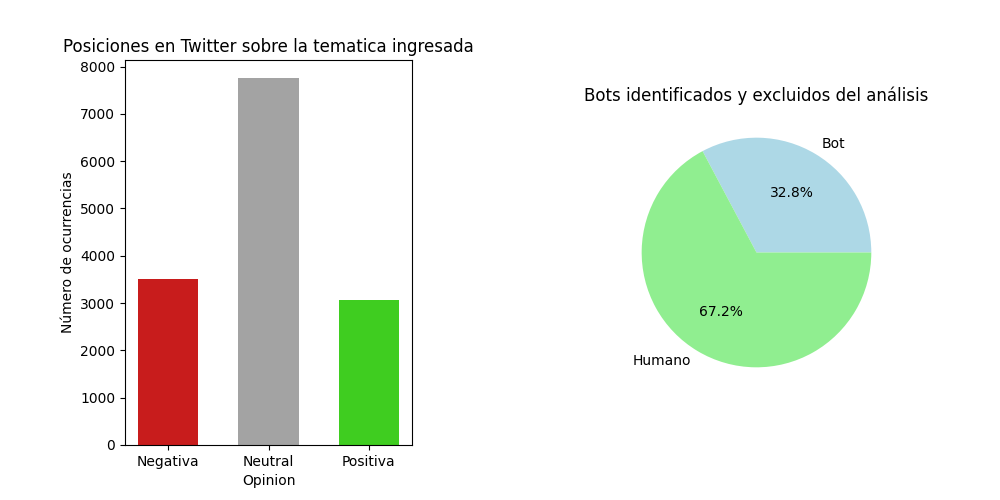 Posiciones en Twitter sobre la tematica ingresada
8000
7000
6000
5000
4000
3000
2000
1000
0
Número de ocurrencias
Negativa
Neutral
Positiva
Opinion
Bots identificados y excluidos del análisis
Bot
32.8%
67.2%
Humano